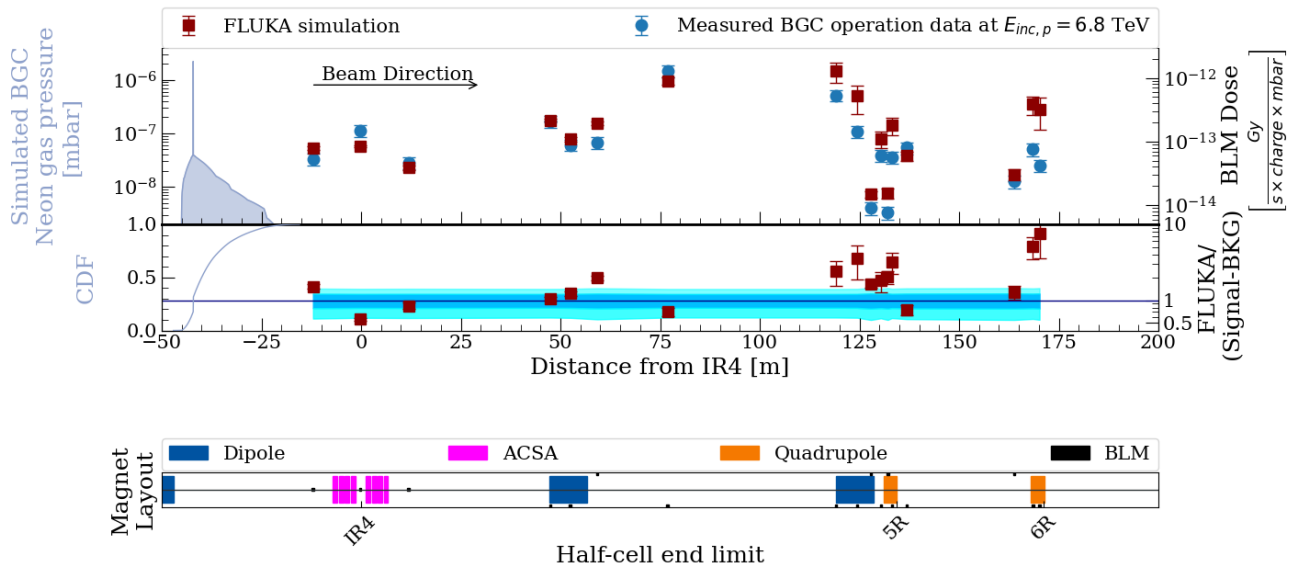 FLUKA simulation
Measured BGC operation data at E_{inc, p} = 6.8 TeV
Simulated BGC
Neon gas pressure
[mbar]
10^{-6}
10^{-7}
10^{-8}
Beam Direction
10^{-12}
10^{-13}
10^{-14}
BLM Dose
[Gy / s × charge × mbar]
CDF
1.0
0.5
0.0
10
1
0.5
FLUKA/
(Signal-BKG)
−50 −25 0 25 50 75 100 125 150 175 200
Distance from IR4 [m]
Dipole ACSA Quadrupole BLM
Magnet
Layout
IR4 5R 6R
Half-cell end limit